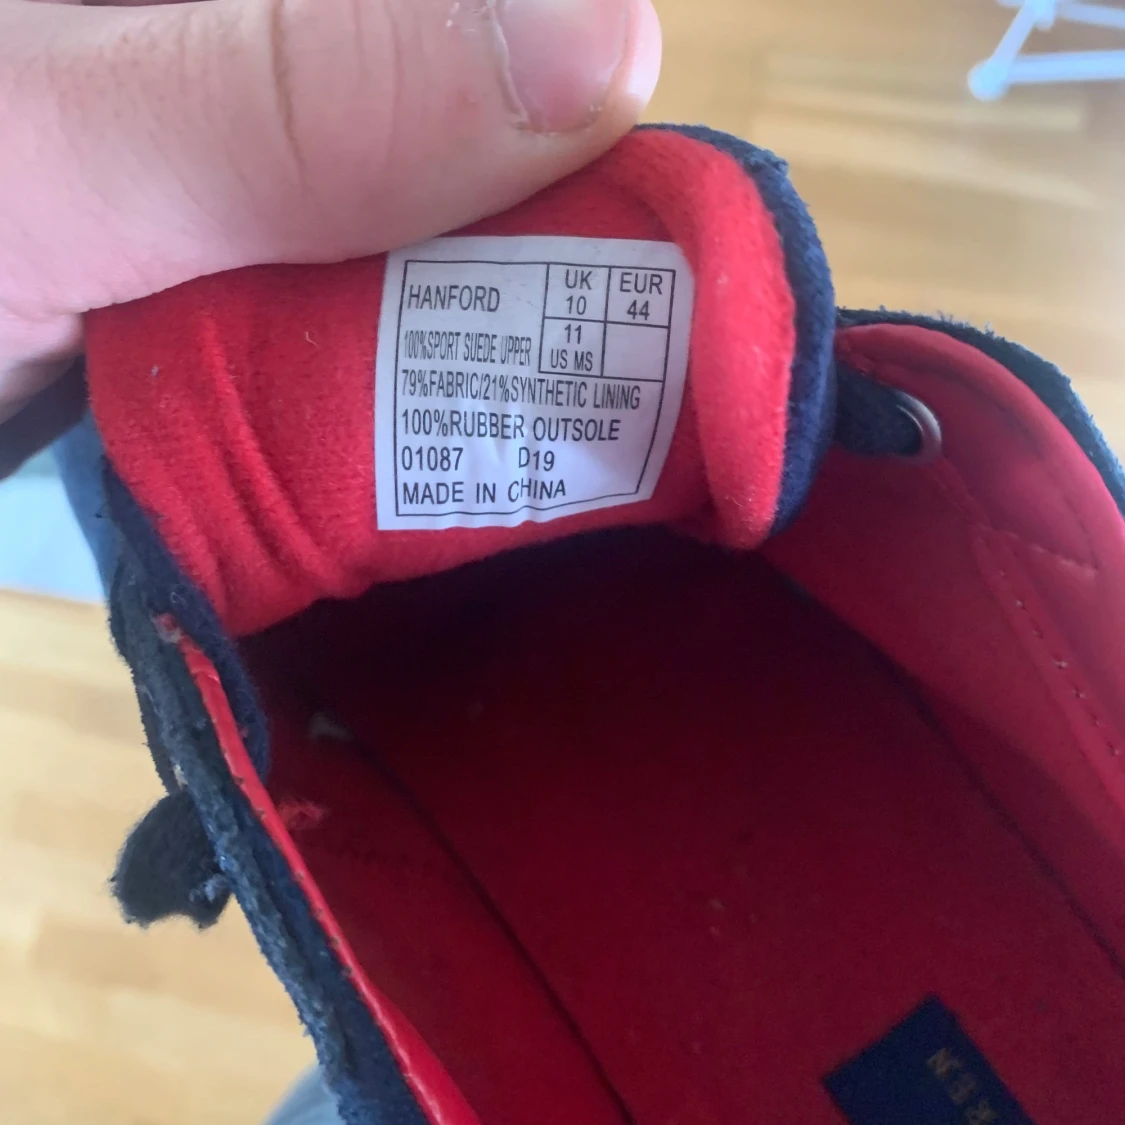 HANFORD
UK 10
EUR 44
11 US MS
100%SPORT SUEDE UPPER
79%FABRIC/21%SYNTHETIC LINING
100%RUBBER OUTSOLE
01087 D19
MADE IN CHINA